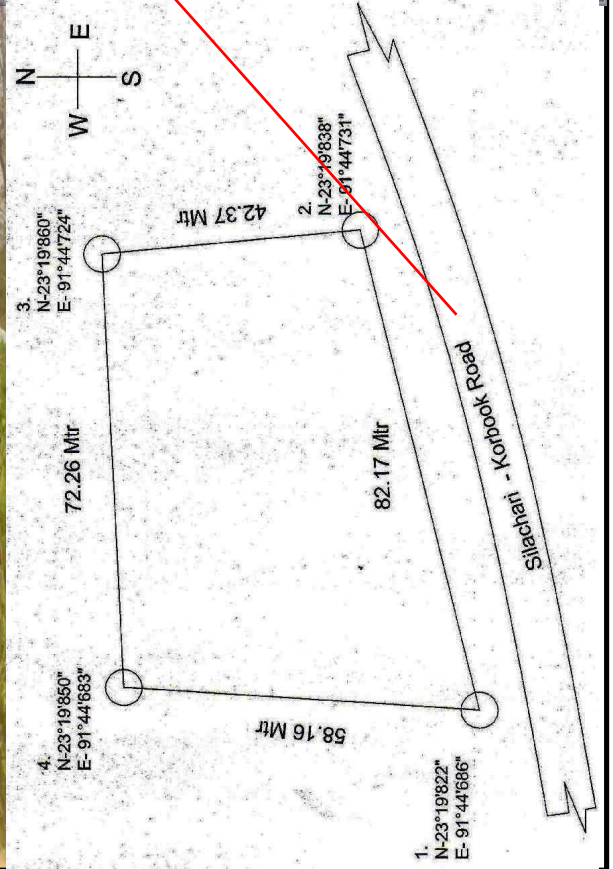 N
W
E
S
3.
N-23°19'860"
E- 91°44'724"
2.
N-23°19'838"
E- 91°44'731"
42.37 Mtr
72.26 Mtr
82.17 Mtr
58.16 Mtr
4.
N-23°19'850"
E- 91°44'683"
1.
N-23°19'822"
E- 91°44'686"
Silachari - Korbook Road